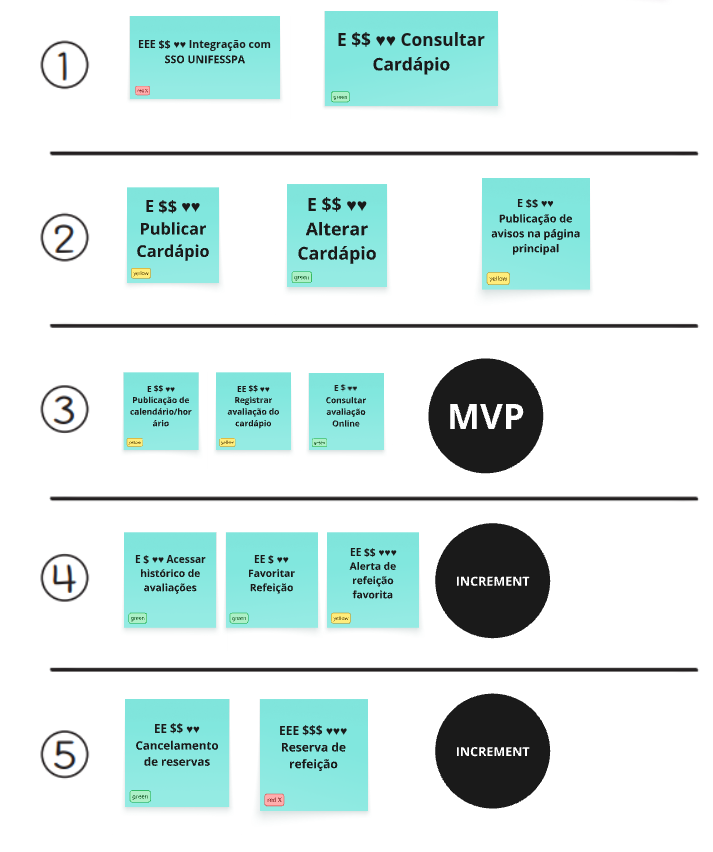 1
EEE $$ ♥♥ Integração com
SSO UNIFESSPA
red X
E $$ ♥♥ Consultar
Cardápio
green
2
E $$ ♥♥
Publicar
Cardápio
yellow
E $$ ♥♥
Alterar
Cardápio
green
E $$ ♥♥
Publicação de
avisos na página
principal
yellow
3
E $$ ♥♥
Publicação de
calendário/hor
ário
yellow
EE $$ ♥♥
Registrar
avaliação do
cardápio
yellow
E $ ♥♥
Consultar
avaliação
Online
green
MVP
4
E $ ♥♥ Acessar
histórico de
avaliações
green
EE $ ♥♥
Favoritar
Refeição
green
EE $$ ♥♥♥
Alerta de
refeição
favorita
yellow
INCREMENT
5
EE $$ ♥♥
Cancelamento
de reservas
green
EEE $$$ ♥♥♥
Reserva de
refeição
red X
INCREMENT